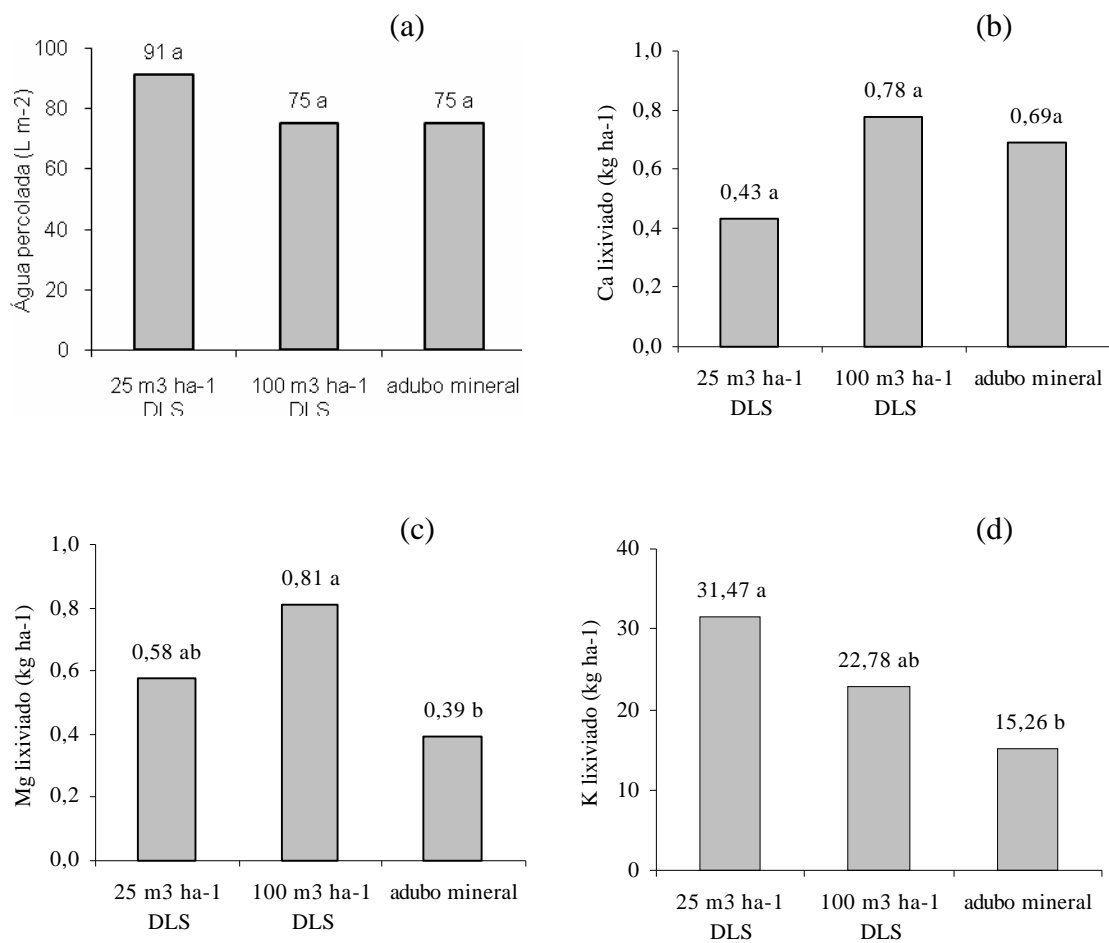 (a)
Água percolada (L m-2)
100
80
60
40
20
0
91 a
75 a
75 a
25 m3 ha-1
DLS
100 m3 ha-1
DLS
adubo mineral
(b)
Ca lixiviado (kg ha-1)
1,0
0,8
0,6
0,4
0,2
0,0
0,43 a
0,78 a
0,69a
25 m3 ha-1
DLS
100 m3 ha-1
DLS
adubo mineral
(c)
Mg lixiviado (kg ha-1)
1,0
0,8
0,6
0,4
0,2
0,0
0,58 ab
0,81 a
0,39 b
25 m3 ha-1
DLS
100 m3 ha-1
DLS
adubo mineral
(d)
K lixiviado (kg ha-1)
40
30
20
10
0
31,47 a
22,78 ab
15,26 b
25 m3 ha-1
DLS
100 m3 ha-1
DLS
adubo mineral